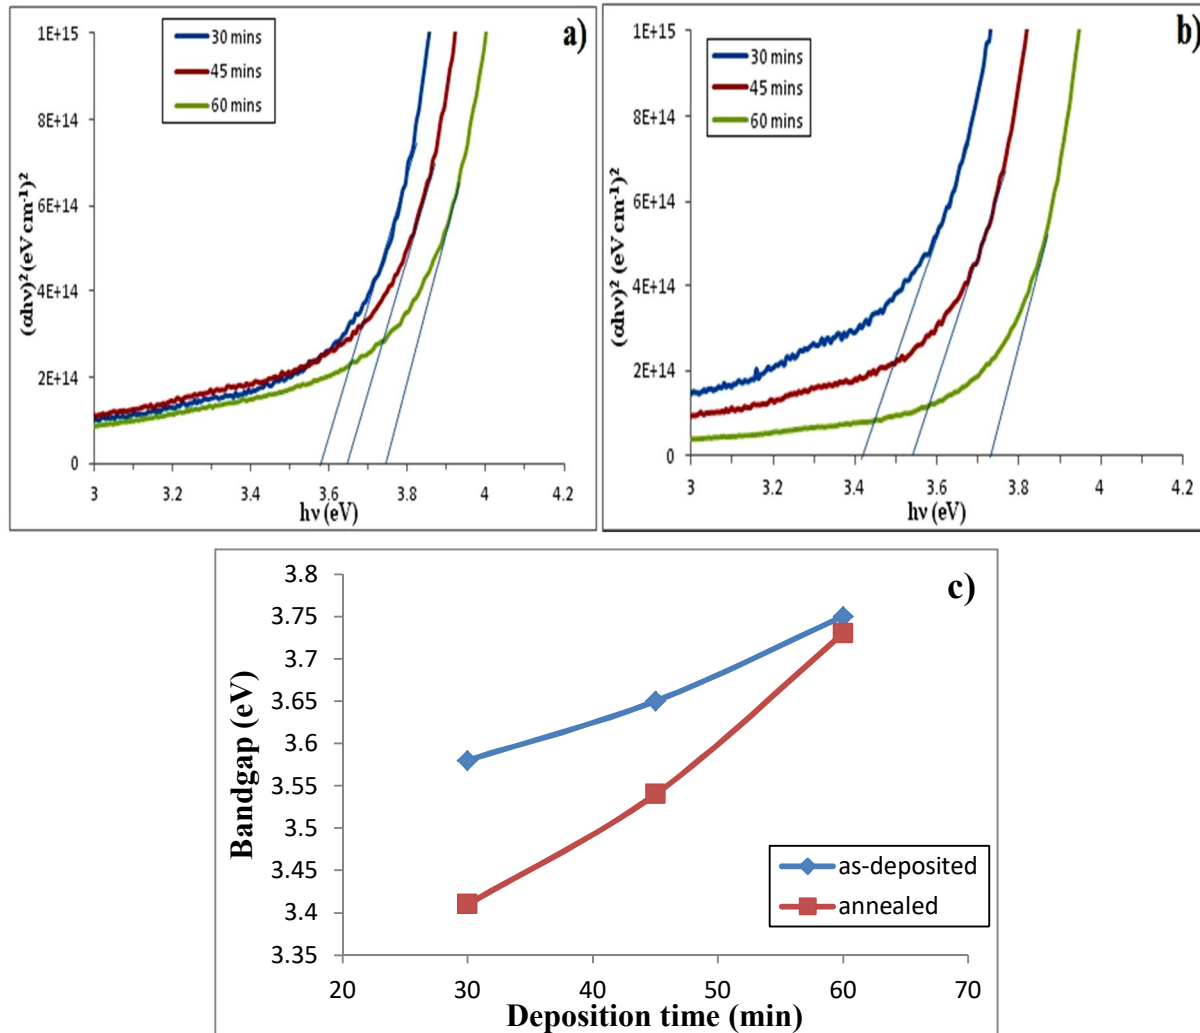 a)
30 mins
45 mins
60 mins
1E+15
8E+14
6E+14
4E+14
2E+14
0
(αhν)² (eV cm⁻¹)²
3 3.2 3.4 3.6 3.8 4 4.2
hν (eV)
b)
30 mins
45 mins
60 mins
1E+15
8E+14
6E+14
4E+14
2E+14
0
(αhν)² (eV cm⁻¹)²
3 3.2 3.4 3.6 3.8 4 4.2
hν (eV)
c)
3.8
3.75
3.7
3.65
3.6
3.55
3.5
3.45
3.4
3.35
Bandgap (eV)
as-deposited
annealed
20 30 40 50 60 70
Deposition time (min)